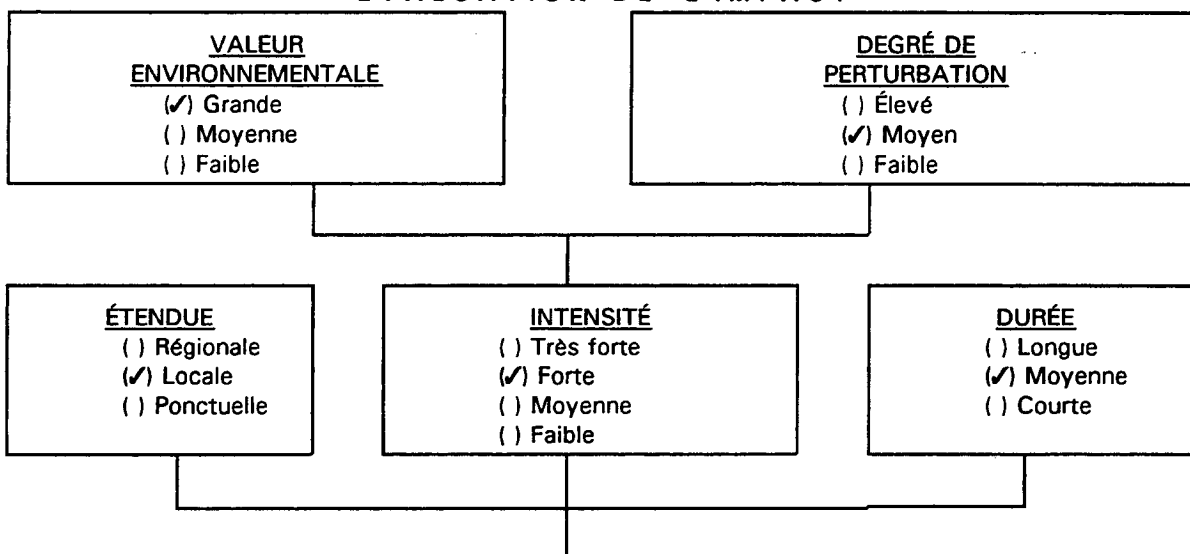 VALEUR
ENVIRONNEMENTALE
(✓) Grande
( ) Moyenne
( ) Faible
DEGRÉ DE
PERTURBATION
( ) Élevé
(✓) Moyen
( ) Faible
ÉTENDUE
( ) Régionale
(✓) Locale
( ) Ponctuelle
INTENSITÉ
( ) Très forte
(✓) Forte
( ) Moyenne
( ) Faible
DURÉE
( ) Longue
(✓) Moyenne
( ) Courte